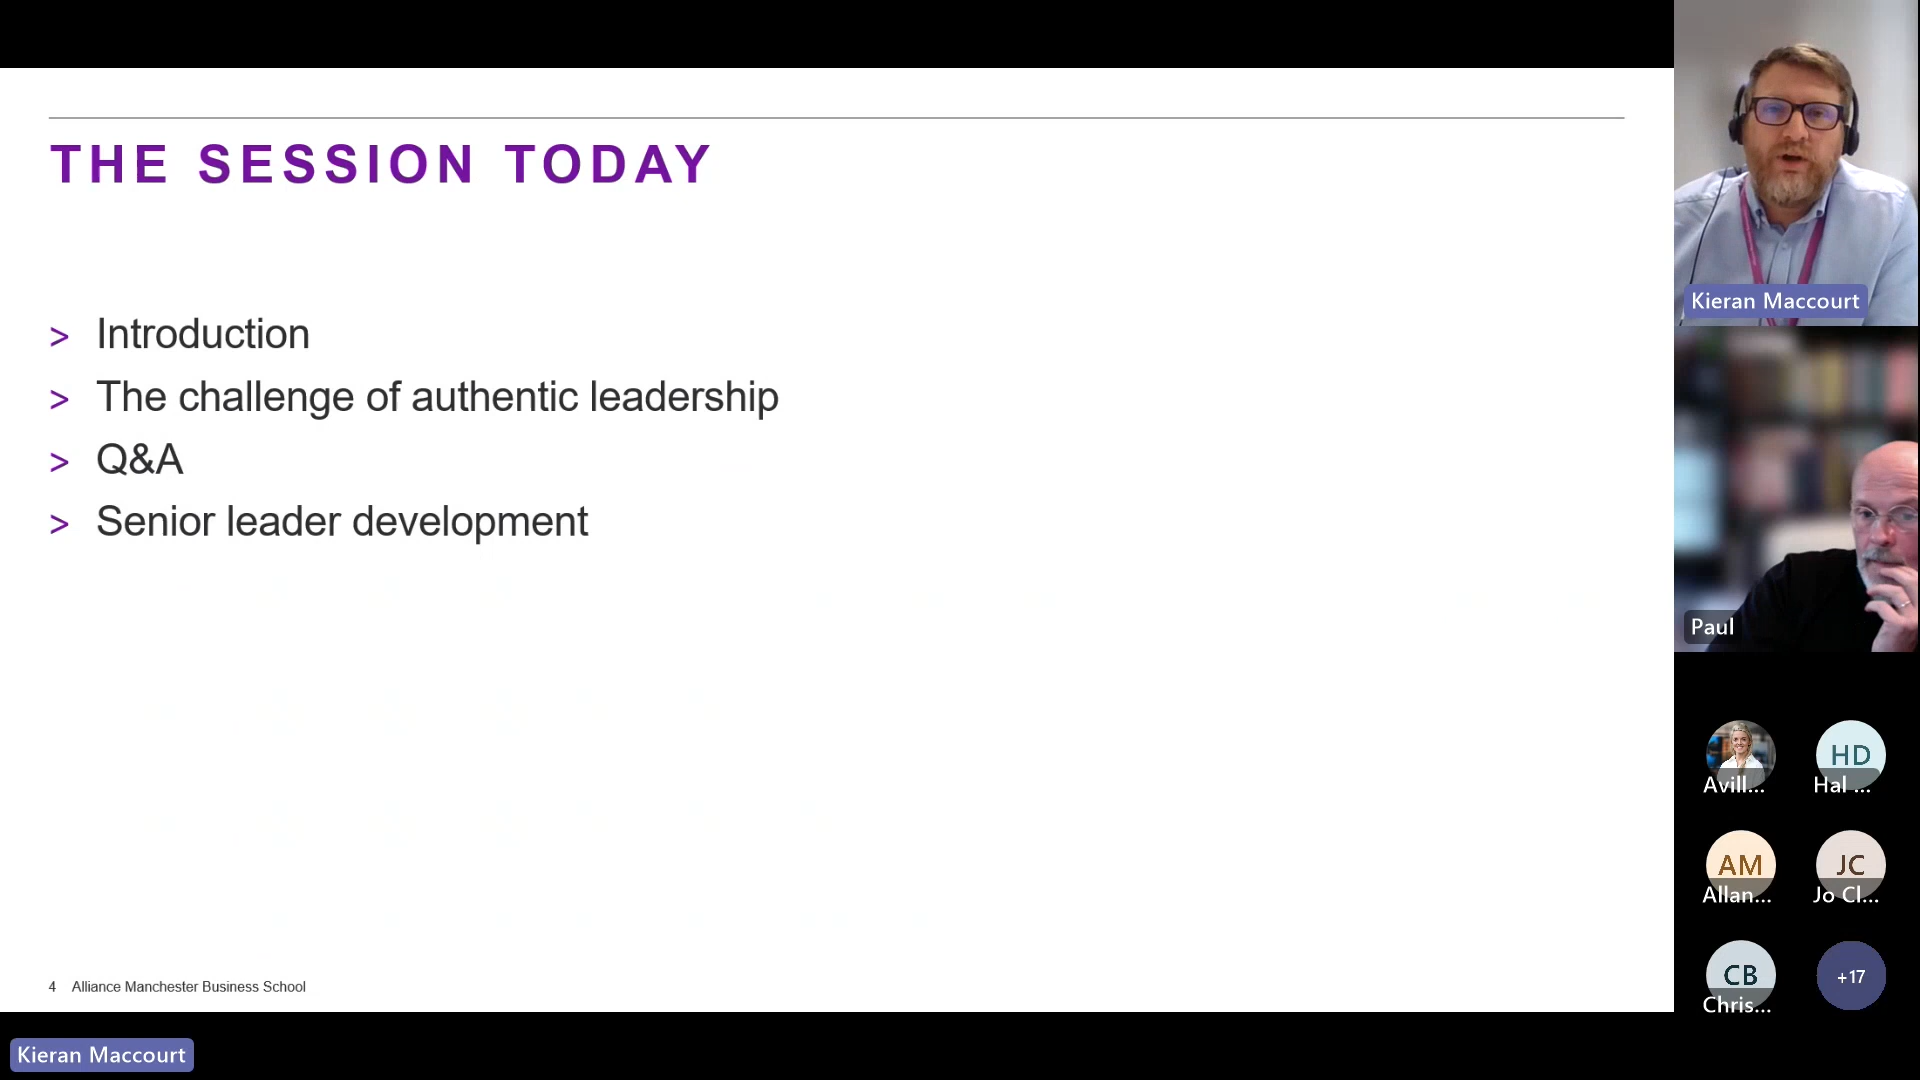 THE SESSION TODAY
> Introduction
> The challenge of authentic leadership
> Q&A
> Senior leader development
4 Alliance Manchester Business School
Kieran Maccourt
Kieran Maccourt
Paul
HD
Avill...
Hal ...
AM
JC
Allan...
Jo Cl...
CB
+17
Chris...